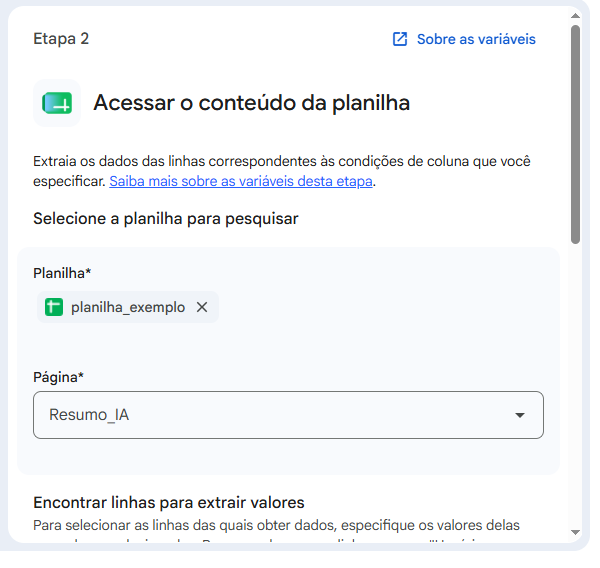 Etapa 2
Sobre as variáveis
Acessar o conteúdo da planilha
Extraia os dados das linhas correspondentes às condições de coluna que você
especificar. Saiba mais sobre as variáveis desta etapa.
Selecione a planilha para pesquisar
Planilha*
planilha_exemplo
Página*
Resumo_IA
Encontrar linhas para extrair valores
Para selecionar as linhas das quais obter dados, especifique os valores delas